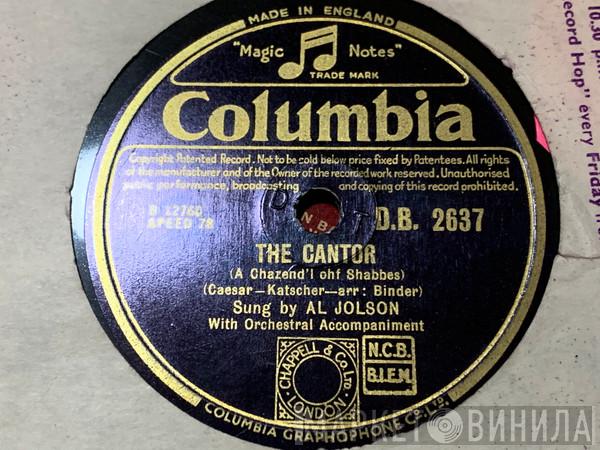 MADE IN ENGLAND
"Magic Notes"
TRADE MARK
Columbia
Copyright Patented Record. Not to be sold below price fixed by Patentees. All rights
of the manufacturer and of the Owner of the recorded work reserved. Unauthorised
public performance, broadcasting and copying of this record prohibited.
SPEED 78
N.B.
D.B. 2637
THE CANTOR
(A Chazend'l ohf Shabbes)
(Caesar—Katscher—arr: Binder)
Sung by AL JOLSON
With Orchestral Accompaniment
CHAPPELL & Co. Ltd.
LONDON
N.C.B.
B.I.E.M.
COLUMBIA GRAPHOPHONE CO. LTD.
10.30 p.m.
Record Hop" every Friday
МАРКЕТ ВИНИЛА